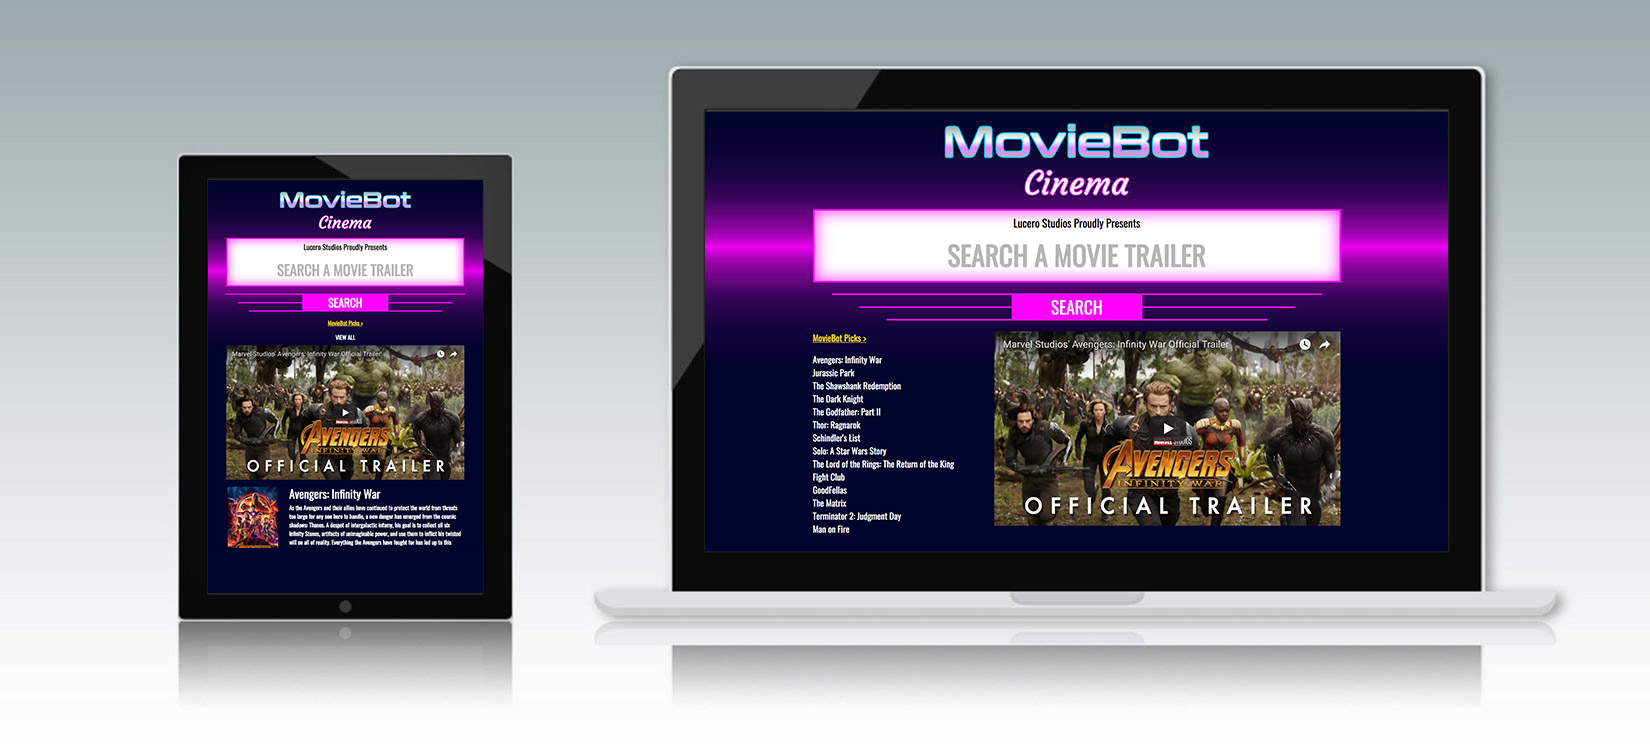 MovieBot
Cinema
Lucero Studios Proudly Presents
SEARCH A MOVIE TRAILER
SEARCH
MovieBot Picks >
VIEW ALL
Marvel Studios' Avengers: Infinity War Official Trailer
AVENGERS
INFINITY WAR
OFFICIAL TRAILER
Avengers: Infinity War
As the Avengers and their allies have continued to protect the world from threats
too large for any one hero to handle, a new danger has emerged from the cosmic
shadows: Thanos. A despot of intergalactic infamy, his goal is to collect all six
Infinity Stones, artifacts of unimaginable power, and use them to inflict his twisted
will on all of reality. Everything the Avengers have fought for has led up to this
MovieBot
Cinema
Lucero Studios Proudly Presents
SEARCH A MOVIE TRAILER
SEARCH
MovieBot Picks >
Avengers: Infinity War
Jurassic Park
The Shawshank Redemption
The Dark Knight
The Godfather: Part II
Thor: Ragnarok
Schindler's List
Solo: A Star Wars Story
The Lord of the Rings: The Return of the King
Fight Club
GoodFellas
The Matrix
Terminator 2: Judgment Day
Man on Fire
Marvel Studios' Avengers: Infinity War Official Trailer
MARVEL STUDIOS
AVENGERS
INFINITY WAR
OFFICIAL TRAILER